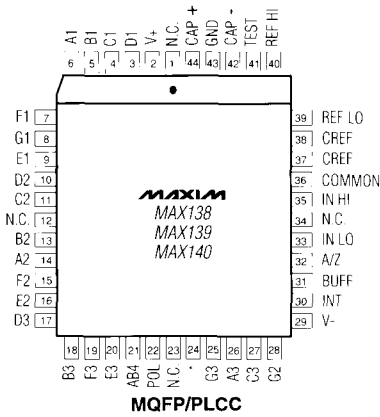 A1 B1 C1 D1 V+ N.C. CAP + GND CAP - TEST REF HI
6 5 4 3 2 1 44 43 42 41 40
F1 7
G1 8
E1 9
D2 10
C2 11
N.C. 12
B2 13
A2 14
F2 15
E2 16
D3 17
MAXIM
MAX138
MAX139
MAX140
39 REF LO
38 CREF
37 CREF
36 COMMON
35 IN HI
34 N.C.
33 IN LO
32 A/Z
31 BUFF
30 INT
29 V-
18 19 20 21 22 23 24 25 26 27 28
B3 F3 E3 AB4 POL N.C. * G3 A3 C3 G2
MQFP/PLCC